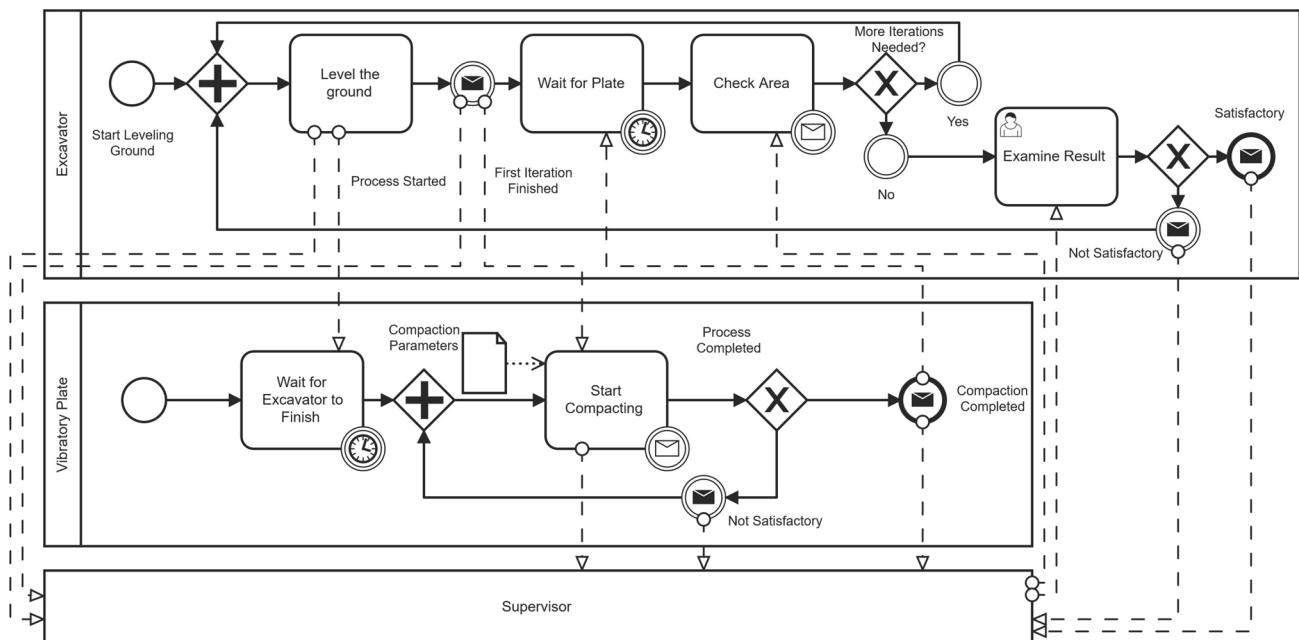 More Iterations
Needed?
Excavator
Start Leveling
Ground
Level the
ground
Wait for Plate
Check Area
Yes
No
Examine Result
Satisfactory
Not Satisfactory
Process Started
First Iteration
Finished
Vibratory Plate
Wait for
Excavator to
Finish
Compaction
Parameters
Start
Compacting
Process
Completed
Compaction
Completed
Not Satisfactory
Supervisor